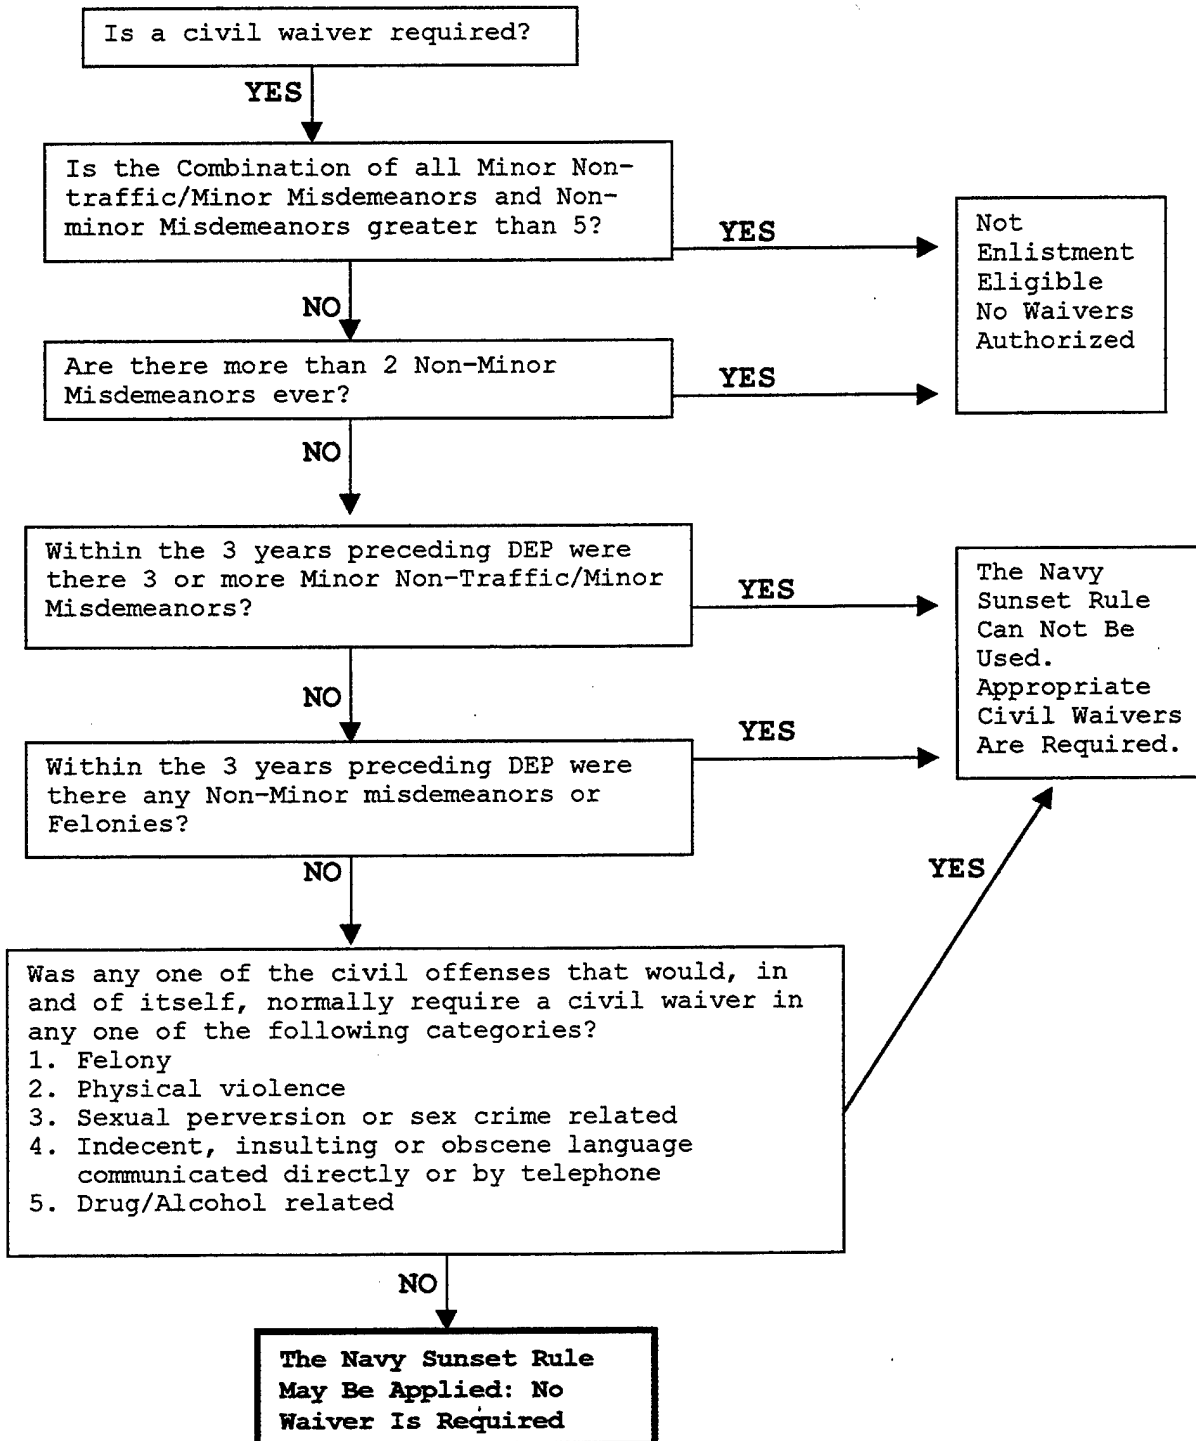 Is a civil waiver required?
YES
Is the Combination of all Minor Non-
traffic/Minor Misdemeanors and Non-
minor Misdemeanors greater than 5?
YES
Not
Enlistment
Eligible
No Waivers
Authorized
NO
Are there more than 2 Non-Minor
Misdemeanors ever?
YES
NO
Within the 3 years preceding DEP were
there 3 or more Minor Non-Traffic/Minor
Misdemeanors?
YES
The Navy
Sunset Rule
Can Not Be
Used.
Appropriate
Civil Waivers
Are Required.
NO
Within the 3 years preceding DEP were
there any Non-Minor misdemeanors or
Felonies?
YES
NO
YES
Was any one of the civil offenses that would, in
and of itself, normally require a civil waiver in
any one of the following categories?
1. Felony
2. Physical violence
3. Sexual perversion or sex crime related
4. Indecent, insulting or obscene language
communicated directly or by telephone
5. Drug/Alcohol related
NO
The Navy Sunset Rule
May Be Applied: No
Waiver Is Required